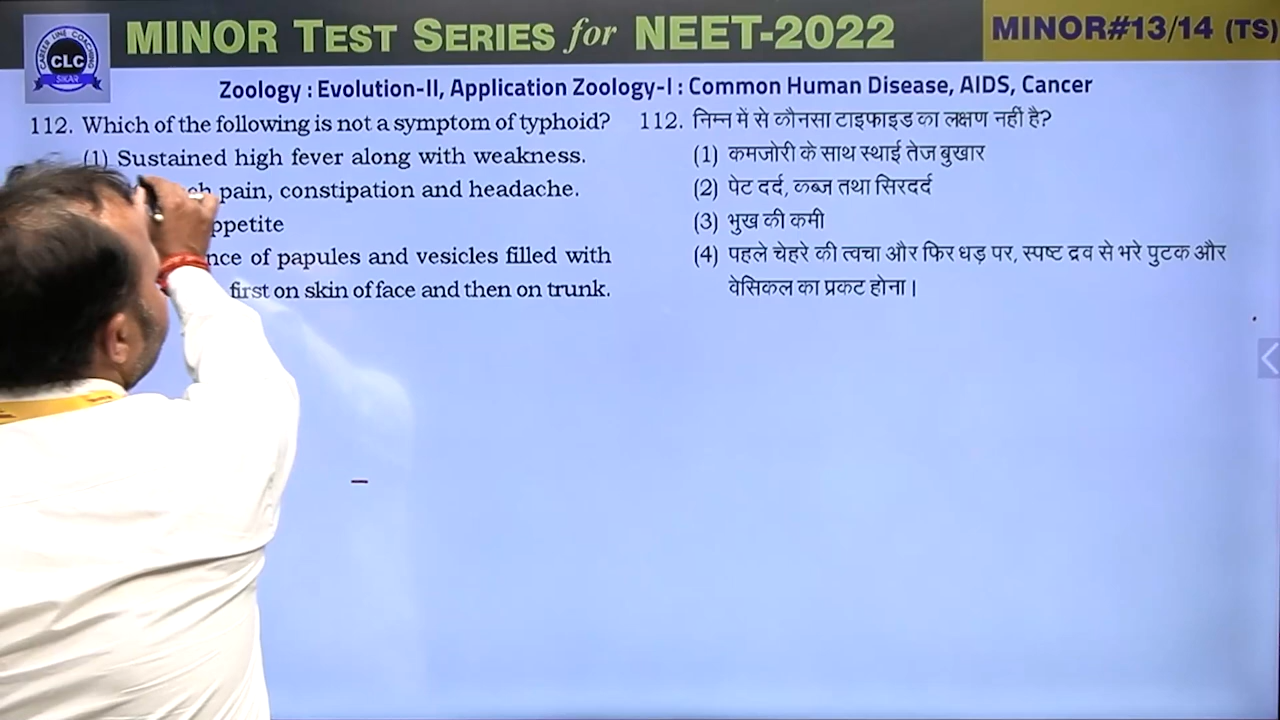 MINOR TEST SERIES for NEET-2022
MINOR#13/14 (TS)
CAREER LINE COACHING
CLC
SIKAR
Zoology : Evolution-II, Application Zoology-I : Common Human Disease, AIDS, Cancer
112. Which of the following is not a symptom of typhoid?
(1) Sustained high fever along with weakness.
pain, constipation and headache.
of papules and vesicles filled with
first on skin of face and then on trunk.
112. निम्न में से कौनसा टाइफाइड का लक्षण नहीं है?
(1) कमजोरी के साथ स्थाई तेज बुखार
(2) पेट दर्द, कब्ज तथा सिरदर्द
(3) भुख की कमी
(4) पहले चेहरे की त्वचा और फिर धड़ पर, स्पष्ट द्रव से भरे पुटक और
वेसिकल का प्रकट होना।